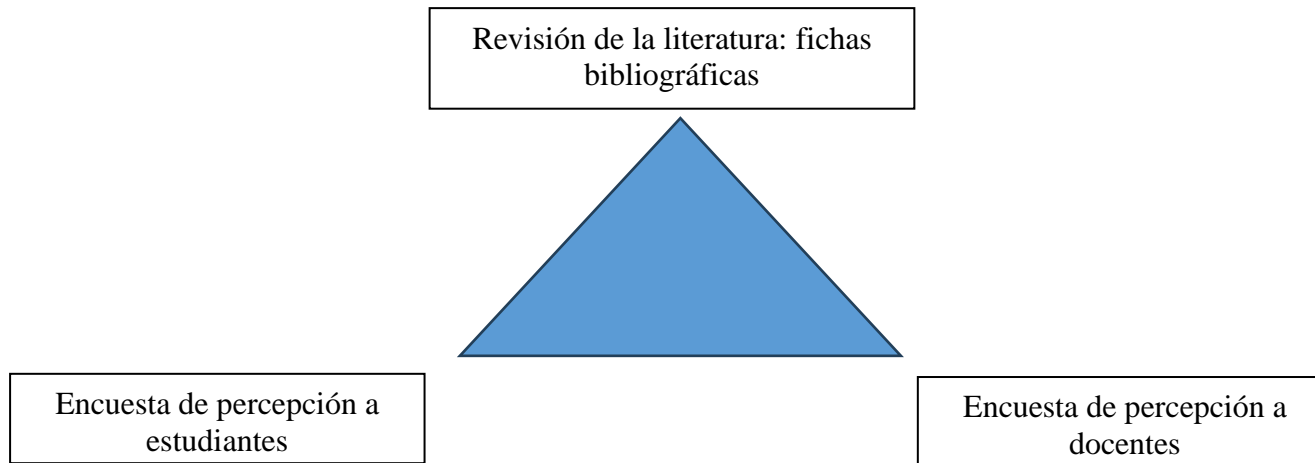 Revisión de la literatura: fichas
bibliográficas
Encuesta de percepción a
estudiantes
Encuesta de percepción a
docentes